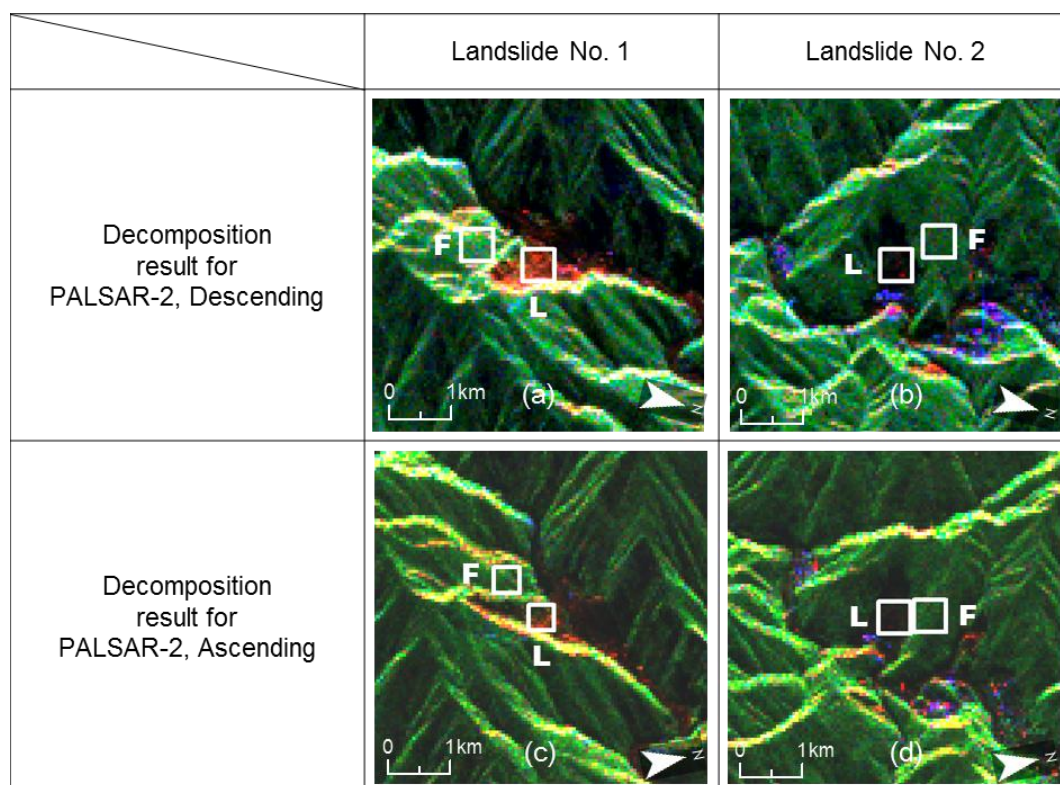 Landslide No. 1
Landslide No. 2
Decomposition
result for
PALSAR-2, Descending
F
L
0 1km
(a)
N
L
F
0 1km
(b)
N
Decomposition
result for
PALSAR-2, Ascending
F
L
0 1km
(c)
N
L
F
0 1km
(d)
N